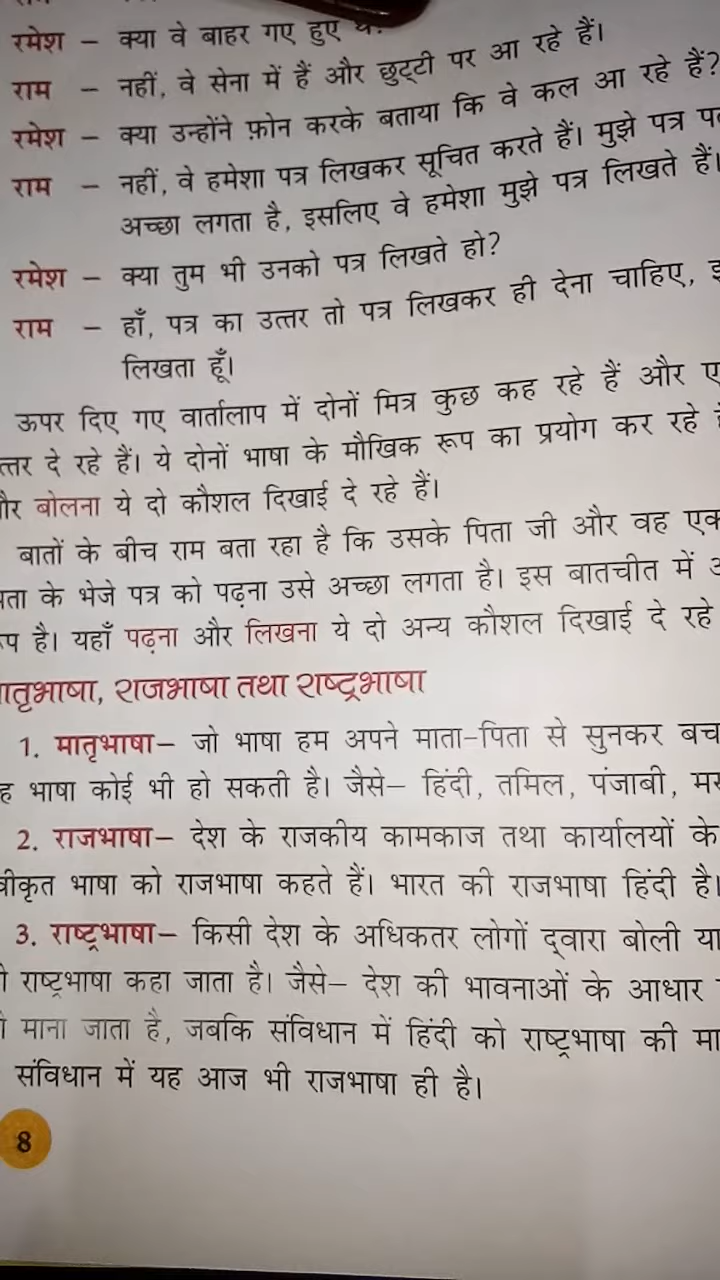 रमेश – क्या वे बाहर गए हुए
राम – नहीं, वे सेना में हैं और छुट्टी पर आ रहे हैं।
रमेश – क्या उन्होंने फ़ोन करके बताया कि वे कल आ रहे हैं?
राम – नहीं, वे हमेशा पत्र लिखकर सूचित करते हैं। मुझे पत्र
अच्छा लगता है, इसलिए वे हमेशा मुझे पत्र लिखते हैं।
रमेश – क्या तुम भी उनको पत्र लिखते हो?
राम – हाँ, पत्र का उत्तर तो पत्र लिखकर ही देना चाहिए,
लिखता हूँ।
ऊपर दिए गए वार्तालाप में दोनों मित्र कुछ कह रहे हैं और
दे रहे हैं। ये दोनों भाषा के मौखिक रूप का प्रयोग कर रहे
बोलना ये दो कौशल दिखाई दे रहे हैं।
बातों के बीच राम बता रहा है कि उसके पिता जी और वह
के भेजे पत्र को पढ़ना उसे अच्छा लगता है। इस बातचीत में
है। यहाँ पढ़ना और लिखना ये दो अन्य कौशल दिखाई दे रहे
मातृभाषा, राजभाषा तथा राष्ट्रभाषा
1. मातृभाषा– जो भाषा हम अपने माता-पिता से सुनकर
भाषा कोई भी हो सकती है। जैसे– हिंदी, तमिल, पंजाबी,
2. राजभाषा– देश के राजकीय कामकाज तथा कार्यालयों के
स्वीकृत भाषा को राजभाषा कहते हैं। भारत की राजभाषा हिंदी है।
3. राष्ट्रभाषा– किसी देश के अधिकतर लोगों द्वारा बोली
राष्ट्रभाषा कहा जाता है। जैसे– देश की भावनाओं के आधार
माना जाता है, जबकि संविधान में हिंदी को राष्ट्रभाषा की
संविधान में यह आज भी राजभाषा ही है।
8